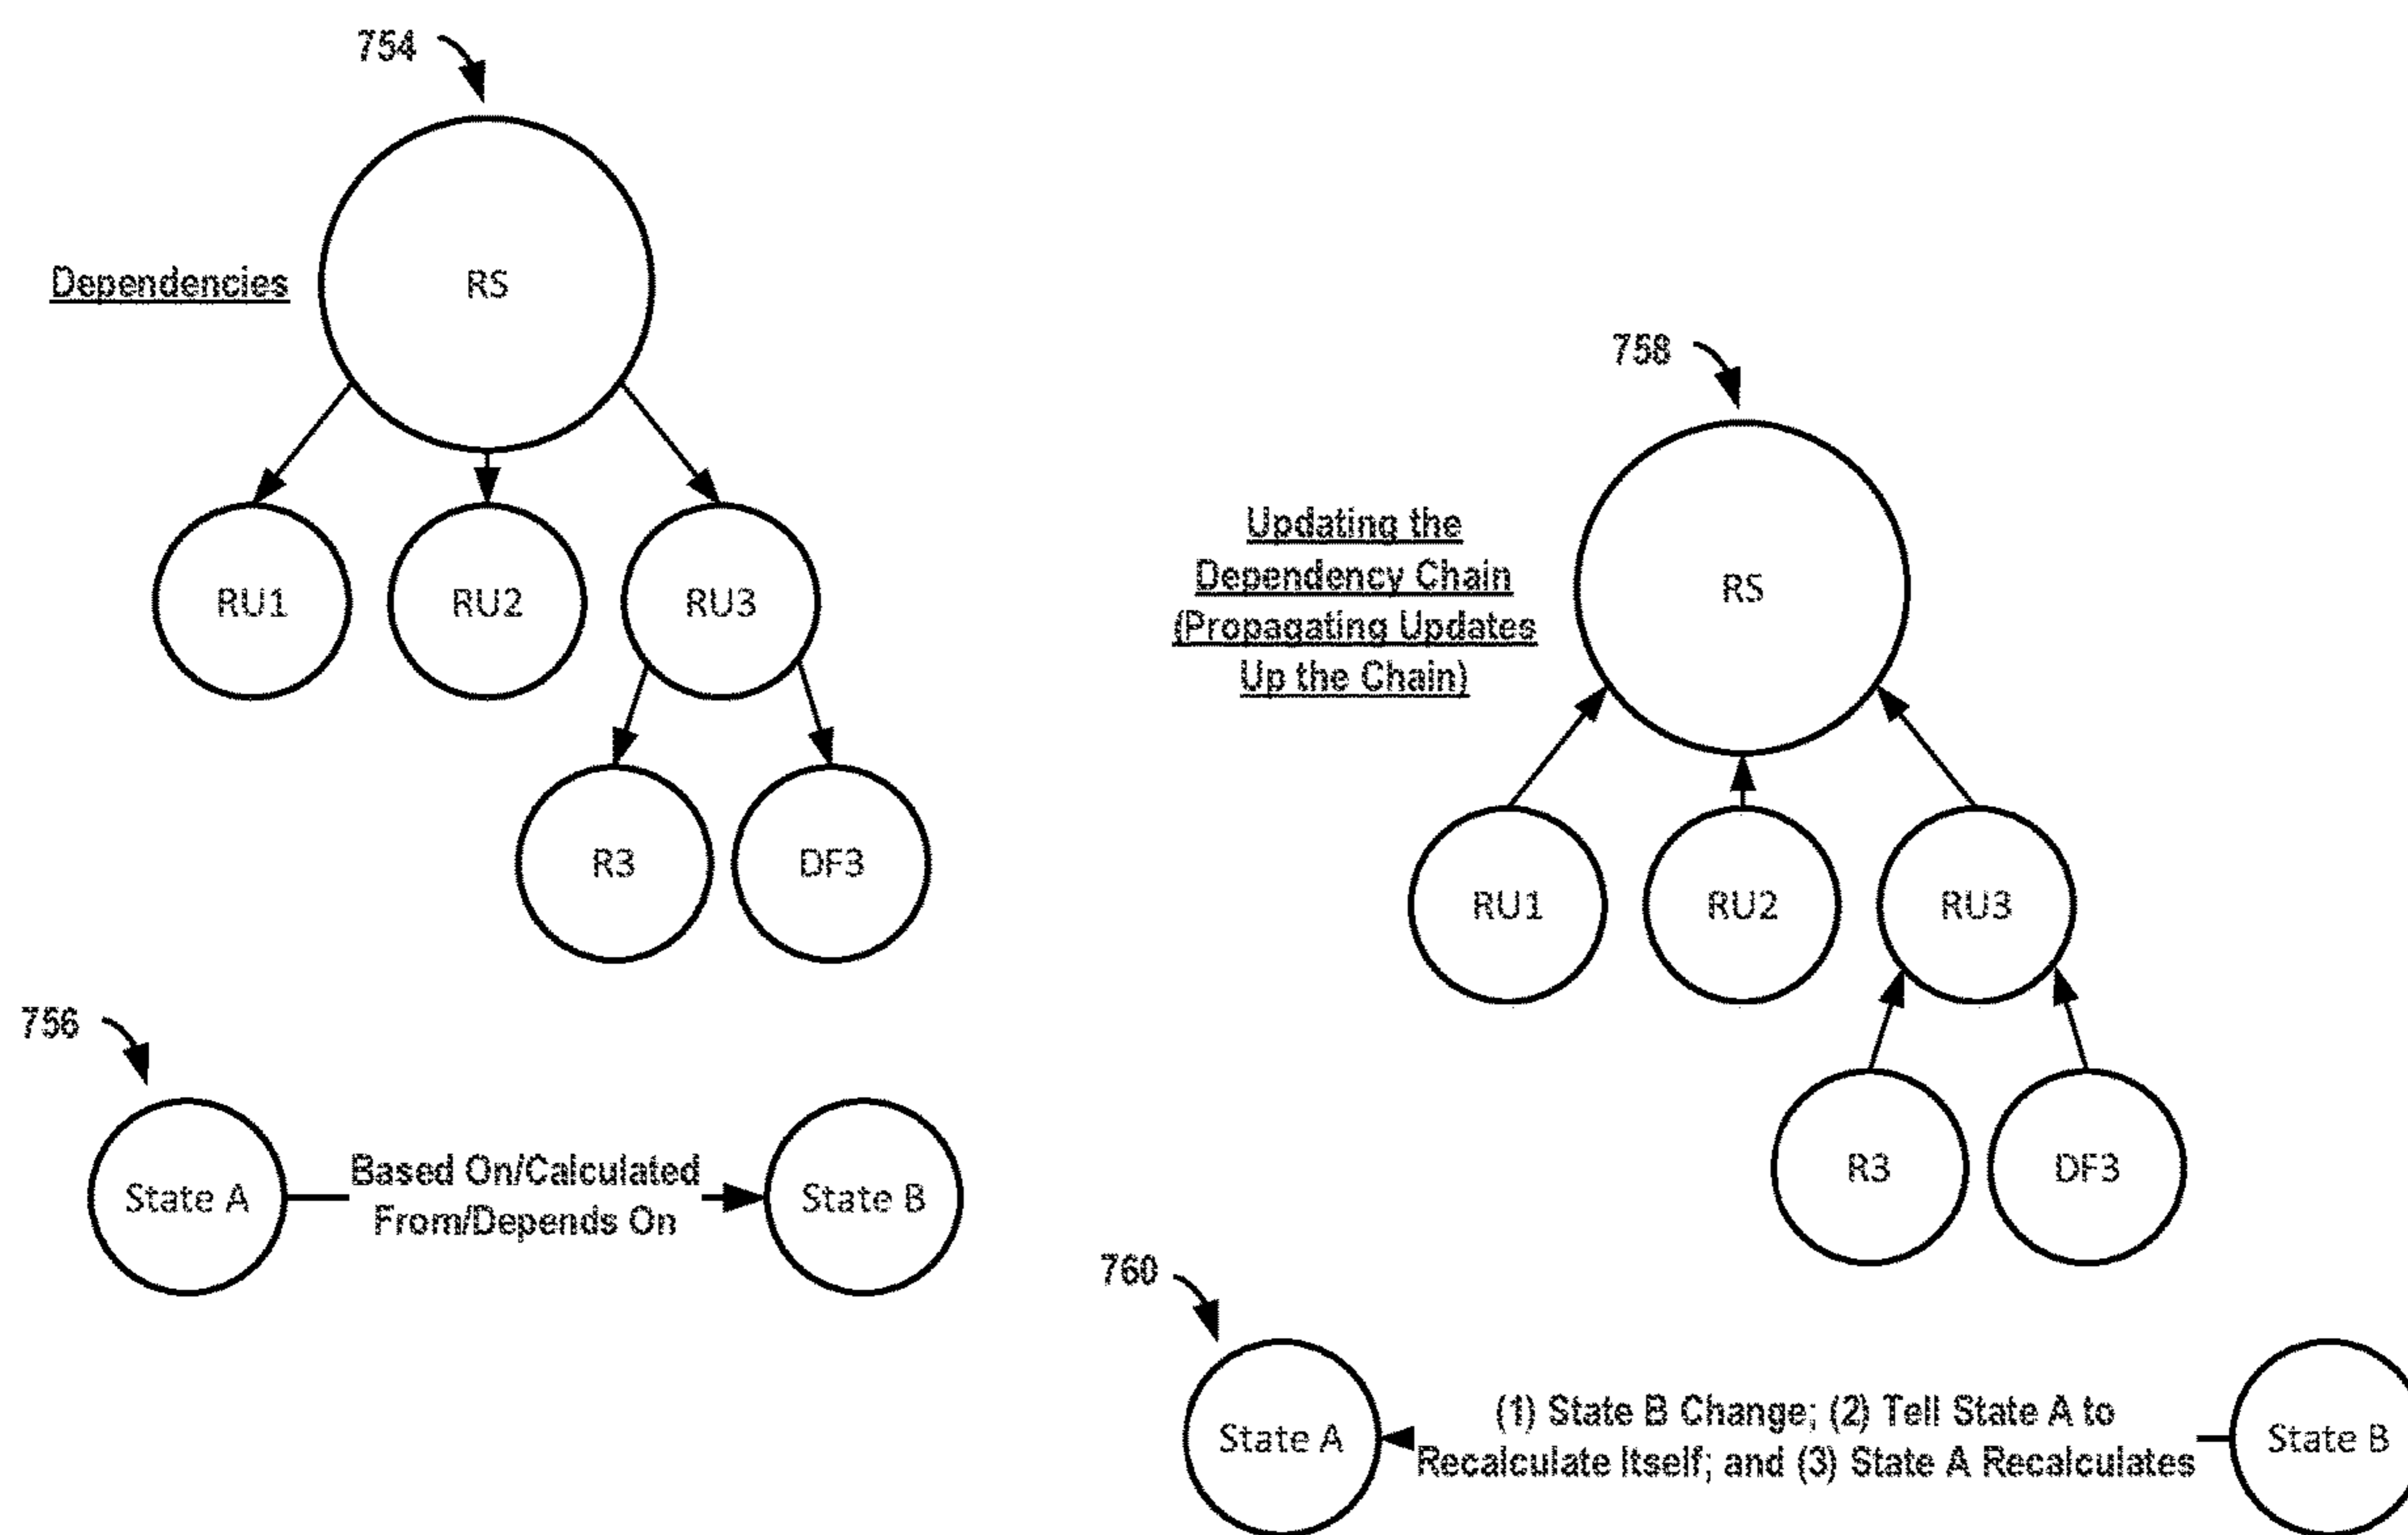 754
Dependencies
RS
RU1
RU2
RU3
R3
DF3
756
State A
Based On/Calculated
From/Depends On
State B
758
Updating the
Dependency Chain
(Propagating Updates
Up the Chain)
RS
RU1
RU2
RU3
R3
DF3
760
State A
(1) State B Change; (2) Tell State A to
Recalculate Itself; and (3) State A Recalculates
State B